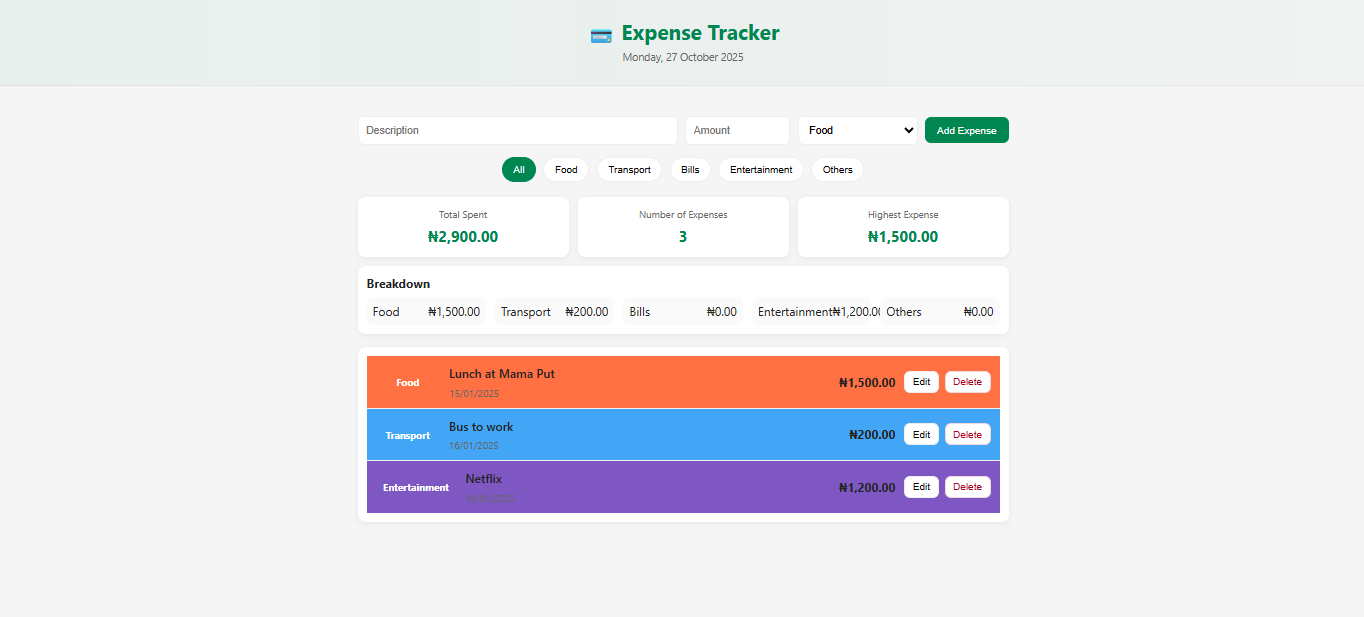 Expense Tracker
Monday, 27 October 2025
Description Amount Food Add Expense
All Food Transport Bills Entertainment Others
Total Spent Number of Expenses Highest Expense
₦2,900.00 3 ₦1,500.00
Breakdown
Food ₦1,500.00 Transport ₦200.00 Bills ₦0.00 Entertainment₦1,200.00 Others ₦0.00
Food Lunch at Mama Put ₦1,500.00 Edit Delete
15/01/2025
Transport Bus to work ₦200.00 Edit Delete
16/01/2025
Entertainment Netflix ₦1,200.00 Edit Delete